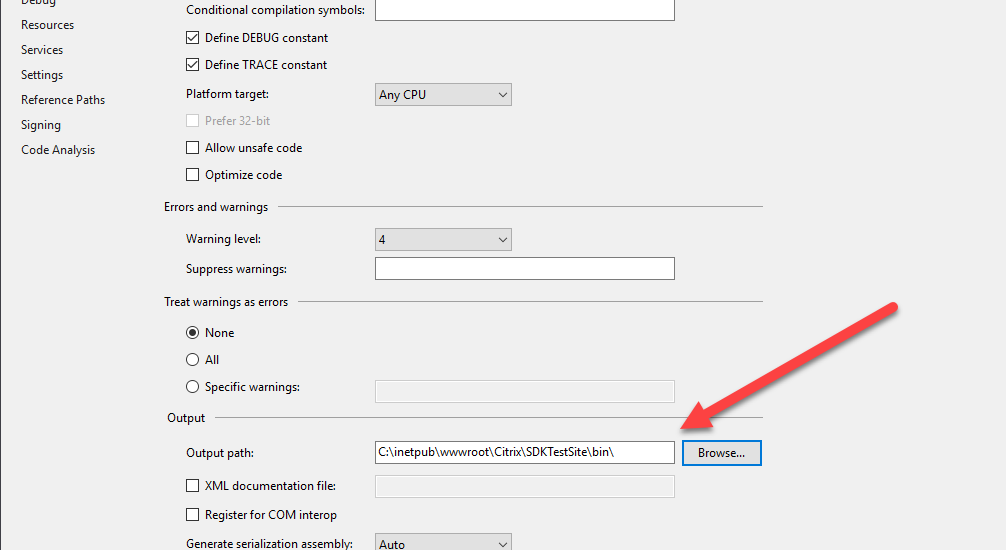 Debug
Resources
Services
Settings
Reference Paths
Signing
Code Analysis
Conditional compilation symbols:
Define DEBUG constant
Define TRACE constant
Platform target:
Any CPU
Prefer 32-bit
Allow unsafe code
Optimize code
Errors and warnings
Warning level:
4
Suppress warnings:
Treat warnings as errors
None
All
Specific warnings:
Output
Output path:
C:\inetpub\wwwroot\Citrix\SDKTestSite\bin\
Browse...
XML documentation file:
Register for COM interop
Generate serialization assembly:
Auto